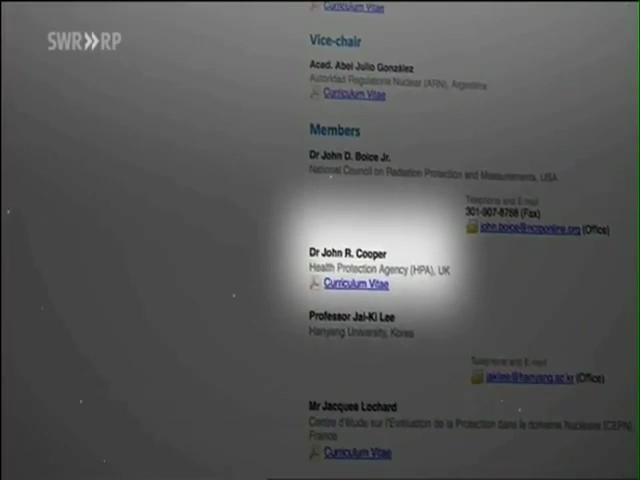 SWR»RP
Curriculum Vitae
Vice-chair
Acad. Abel Julio González
Autoridad Regulatoria Nuclear (ARN), Argentina
Curriculum Vitae
Members
Dr John D. Boice Jr.
National Council on Radiation Protection and Measurements, USA
Telephone and E-mail
301-907-8768 (Fax)
john.boice@ncrponline.org (Office)
Dr John R. Cooper
Health Protection Agency (HPA), UK
Curriculum Vitae
Professor Jai-Ki Lee
Hanyang University, Korea
Telephone and E-mail
jakilee@hanyang.ac.kr (Office)
Mr Jacques Lochard
Centre d'étude sur l'Evaluation de la Protection dans le domaine Nucléaire (CEPN)
France
Curriculum Vitae